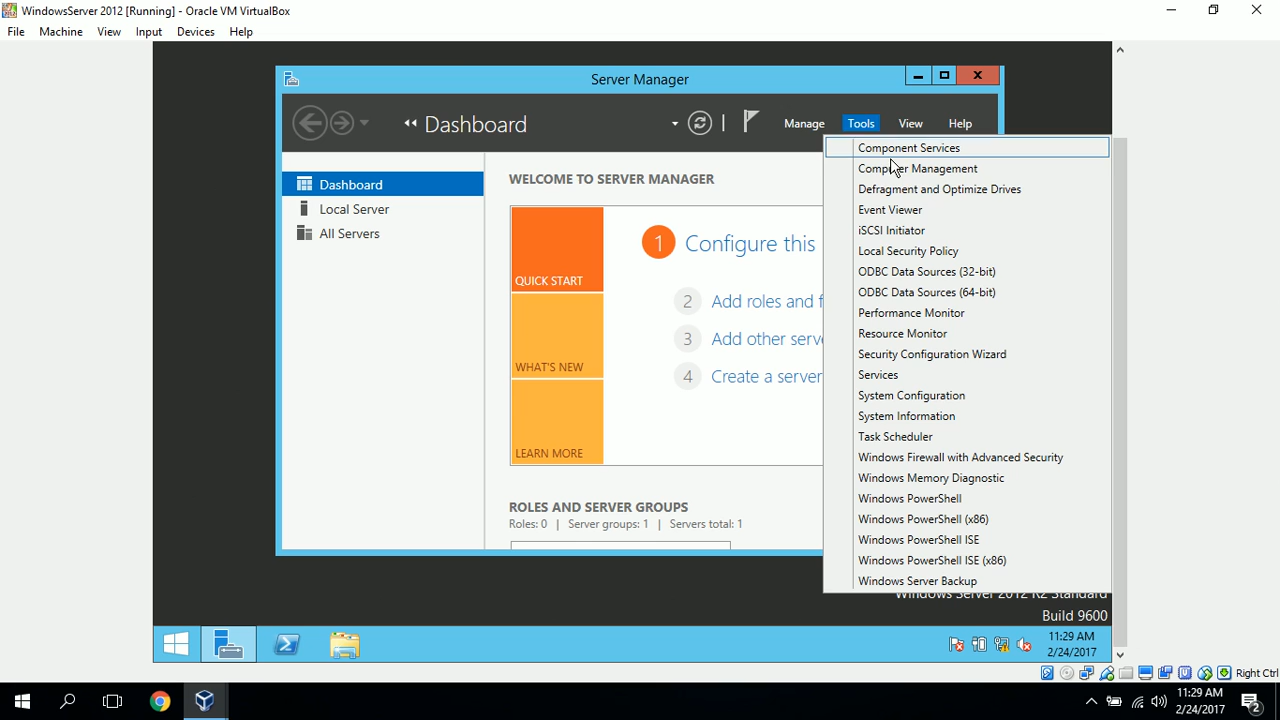 WindowsServer 2012 [Running] - Oracle VM VirtualBox
File Machine View Input Devices Help
Server Manager
Dashboard
Manage Tools View Help
Dashboard
Local Server
All Servers
WELCOME TO SERVER MANAGER
QUICK START
WHAT'S NEW
LEARN MORE
1 Configure this
2 Add roles and f
3 Add other serve
4 Create a server
ROLES AND SERVER GROUPS
Roles: 0 | Server groups: 1 | Servers total: 1
Component Services
Computer Management
Defragment and Optimize Drives
Event Viewer
iSCSI Initiator
Local Security Policy
ODBC Data Sources (32-bit)
ODBC Data Sources (64-bit)
Performance Monitor
Resource Monitor
Security Configuration Wizard
Services
System Configuration
System Information
Task Scheduler
Windows Firewall with Advanced Security
Windows Memory Diagnostic
Windows PowerShell
Windows PowerShell (x86)
Windows PowerShell ISE
Windows PowerShell ISE (x86)
Windows Server Backup
Windows Server 2012 R2 Standard
Build 9600
11:29 AM
2/24/2017
Right Ctrl
11:29 AM
2/24/2017
2